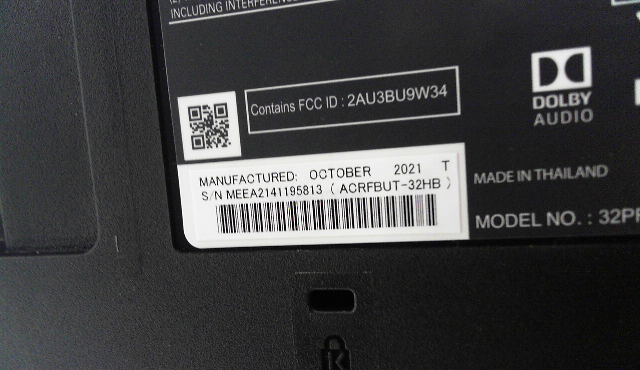 INCLUDING INTERFERENCE
Contains FCC ID : 2AU3BU9W34
DOLBY
AUDIO
MANUFACTURED: OCTOBER 2021 T
S/N MEEA2141195813 ( ACRFBUT-32HB )
MADE IN THAILAND
MODEL NO. : 32PF
K